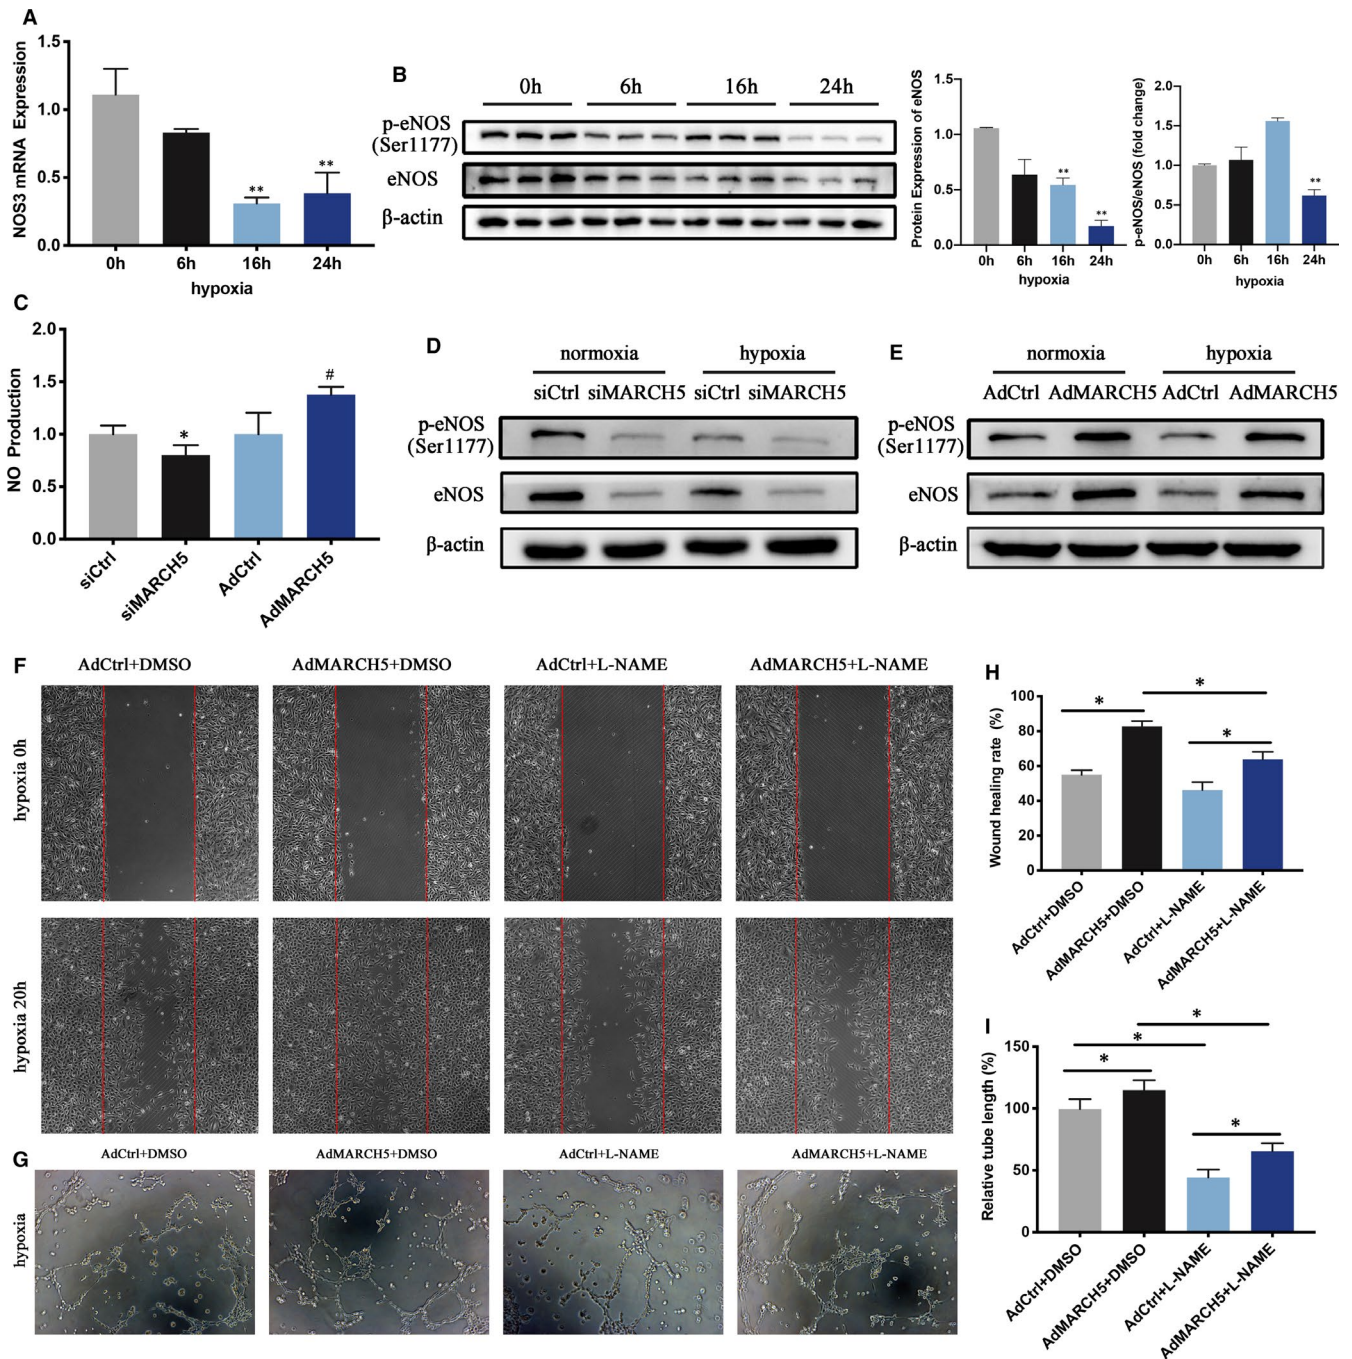 A
NOS3 mRNA Expression
1.5
1.0
0.5
0.0
**
**
0h 6h 16h 24h
hypoxia
B
0h 6h 16h 24h
p-eNOS
(Ser1177)
eNOS
β-actin
Protein Expression of eNOS
1.5
1.0
0.5
0.0
**
**
0h 6h 16h 24h
hypoxia
p-eNOS/eNOS (fold change)
2.0
1.5
1.0
0.5
0.0
**
0h 6h 16h 24h
hypoxia
C
NO Production
2.0
1.5
1.0
0.5
0.0
*
#
siCtrl
siMARCH5
AdCtrl
AdMARCH5
D
normoxia hypoxia
siCtrl siMARCH5 siCtrl siMARCH5
p-eNOS
(Ser1177)
eNOS
β-actin
E
normoxia hypoxia
AdCtrl AdMARCH5 AdCtrl AdMARCH5
p-eNOS
(Ser1177)
eNOS
β-actin
F
AdCtrl+DMSO AdMARCH5+DMSO AdCtrl+L-NAME AdMARCH5+L-NAME
hypoxia 0h
hypoxia 20h
G
AdCtrl+DMSO AdMARCH5+DMSO AdCtrl+L-NAME AdMARCH5+L-NAME
hypoxia
H
Wound healing rate (%)
100
80
60
40
20
0
*
*
*
AdCtrl+DMSO
AdMARCH5+DMSO
AdCtrl+L-NAME
AdMARCH5+L-NAME
I
Relative tube length (%)
150
100
50
0
*
*
*
*
AdCtrl+DMSO
AdMARCH5+DMSO
AdCtrl+L-NAME
AdMARCH5+L-NAME